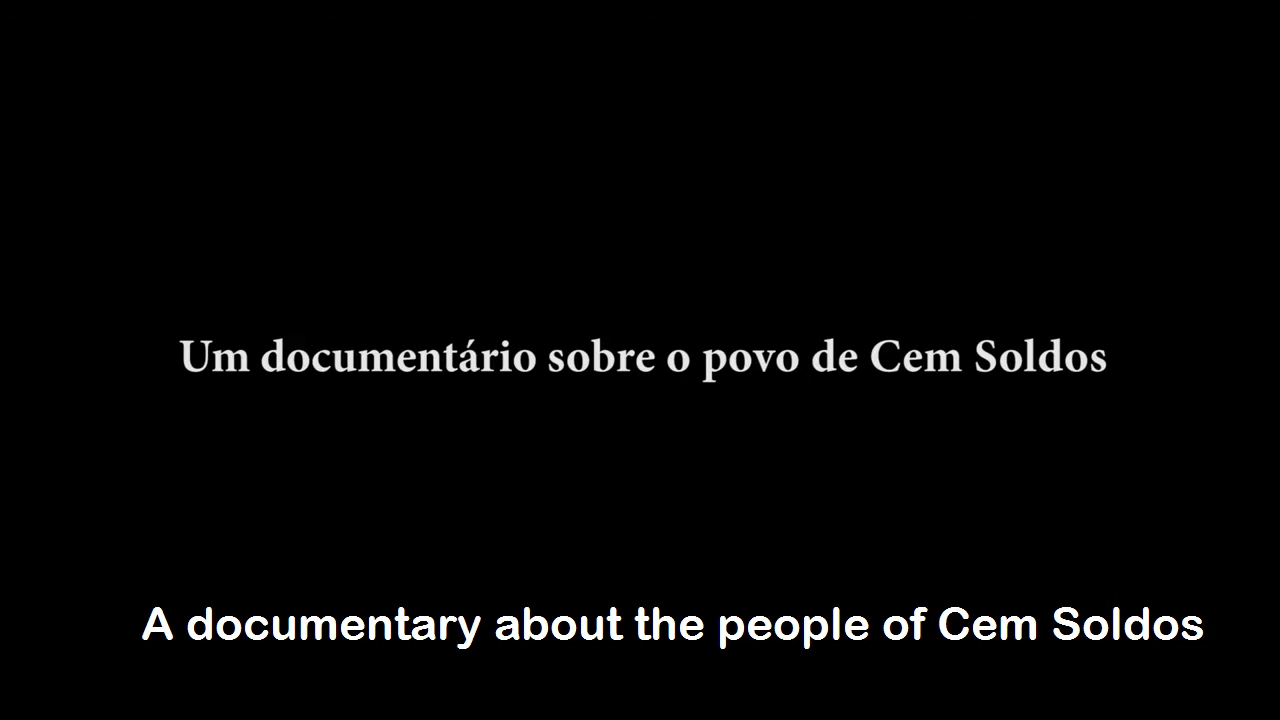 Um documentário sobre o povo de Cem Soldos
A documentary about the people of Cem Soldos